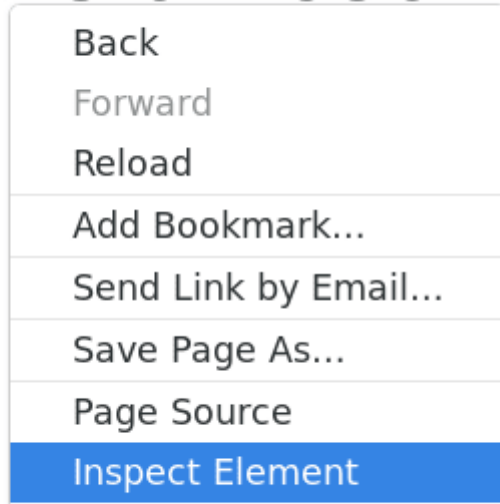 Back
Forward
Reload
Add Bookmark...
Send Link by Email...
Save Page As...
Page Source
Inspect Element